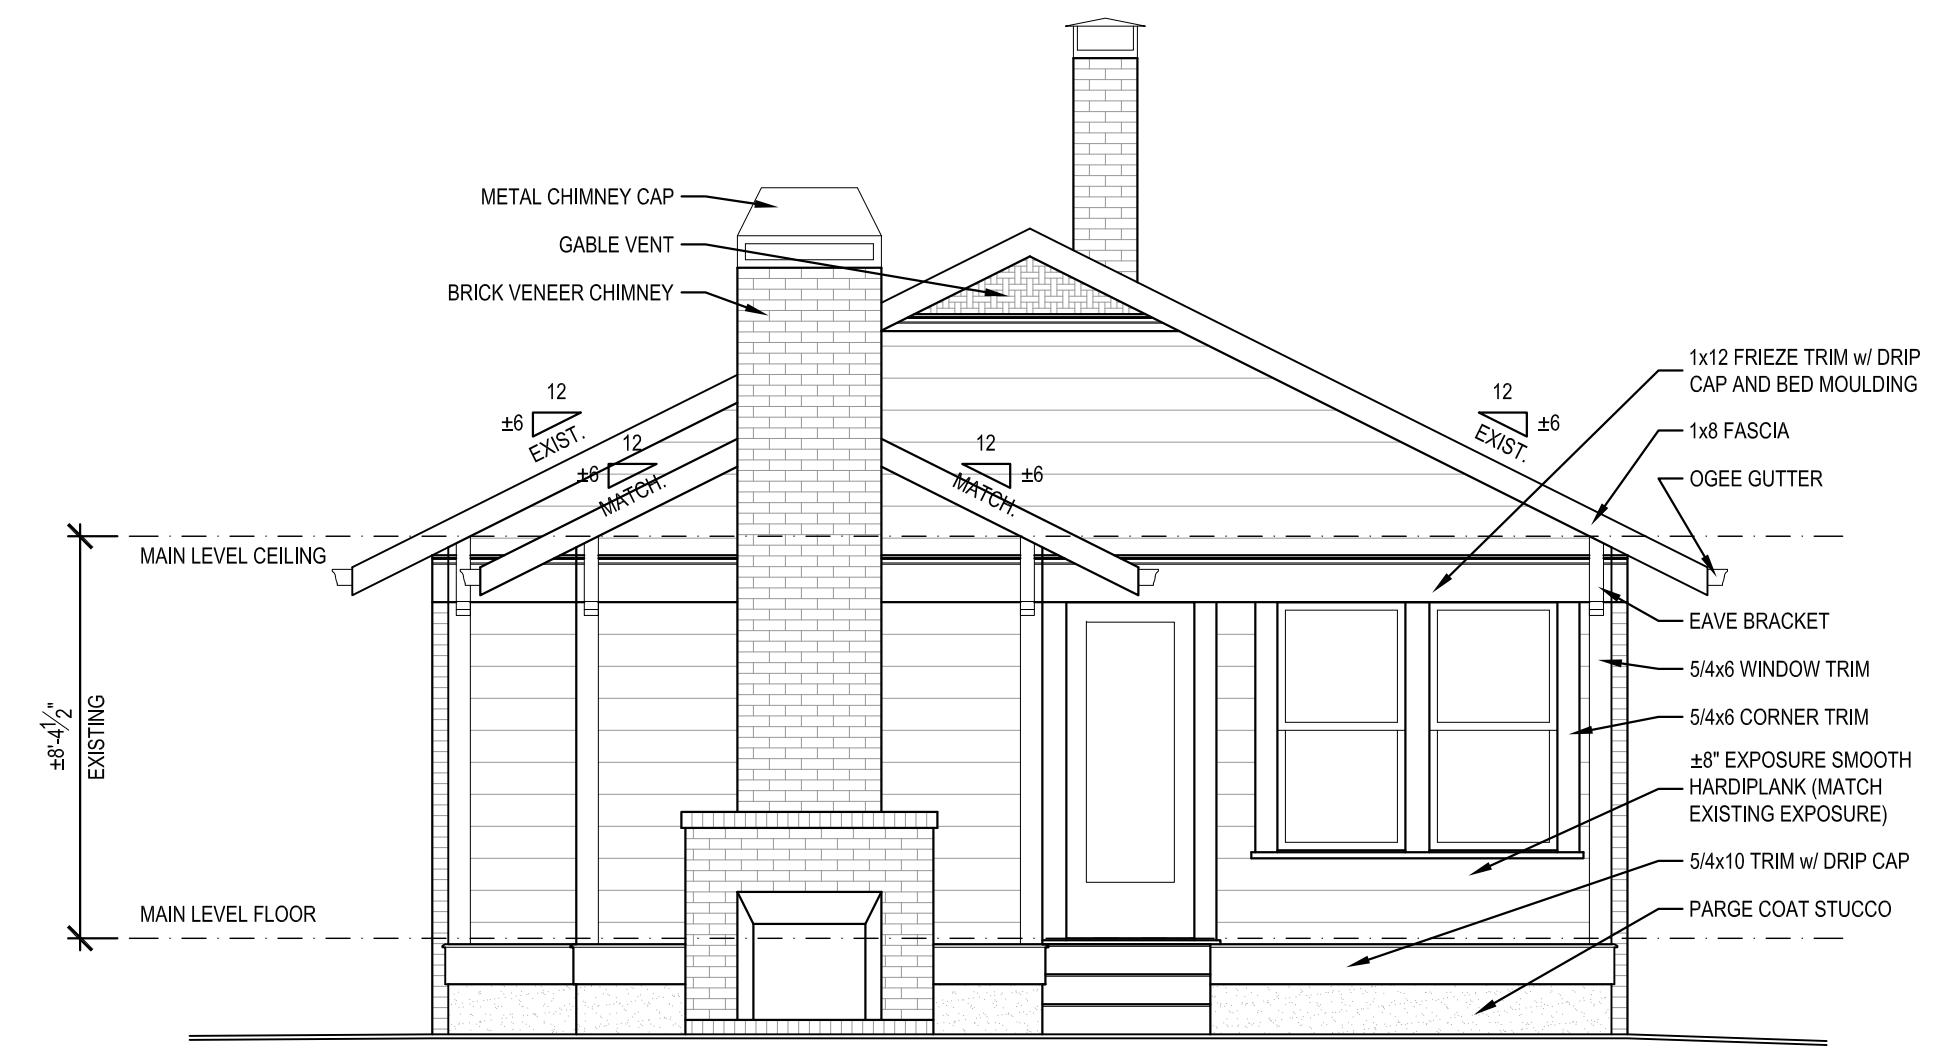 METAL CHIMNEY CAP
GABLE VENT
BRICK VENEER CHIMNEY
12
±6
EXIST.
12
±6
MATCH.
12
±6
MATCH.
12
±6
EXIST.
1x12 FRIEZE TRIM w/ DRIP
CAP AND BED MOULDING
1x8 FASCIA
OGEE GUTTER
MAIN LEVEL CEILING
EAVE BRACKET
5/4x6 WINDOW TRIM
5/4x6 CORNER TRIM
±8" EXPOSURE SMOOTH
HARDIPLANK (MATCH
EXISTING EXPOSURE)
5/4x10 TRIM w/ DRIP CAP
PARGE COAT STUCCO
±8'-4½"
EXISTING
MAIN LEVEL FLOOR